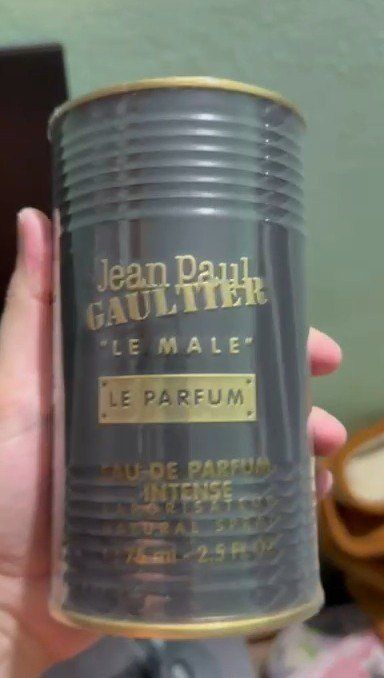 Jean Paul
GAULTIER
"LE MALE"
LE PARFUM
EAU DE PARFUM
INTENSE
VAPORISATEUR
NATURAL SPRAY
75 ml - 2.5 Fl.Oz